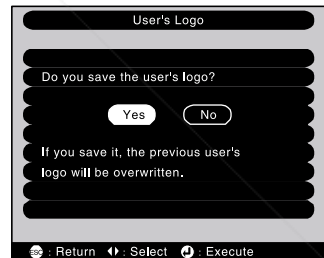 User's Logo
Do you save the user's logo?
Yes No
If you save it, the previous user's
logo will be overwritten.
esc : Return : Select : Execute